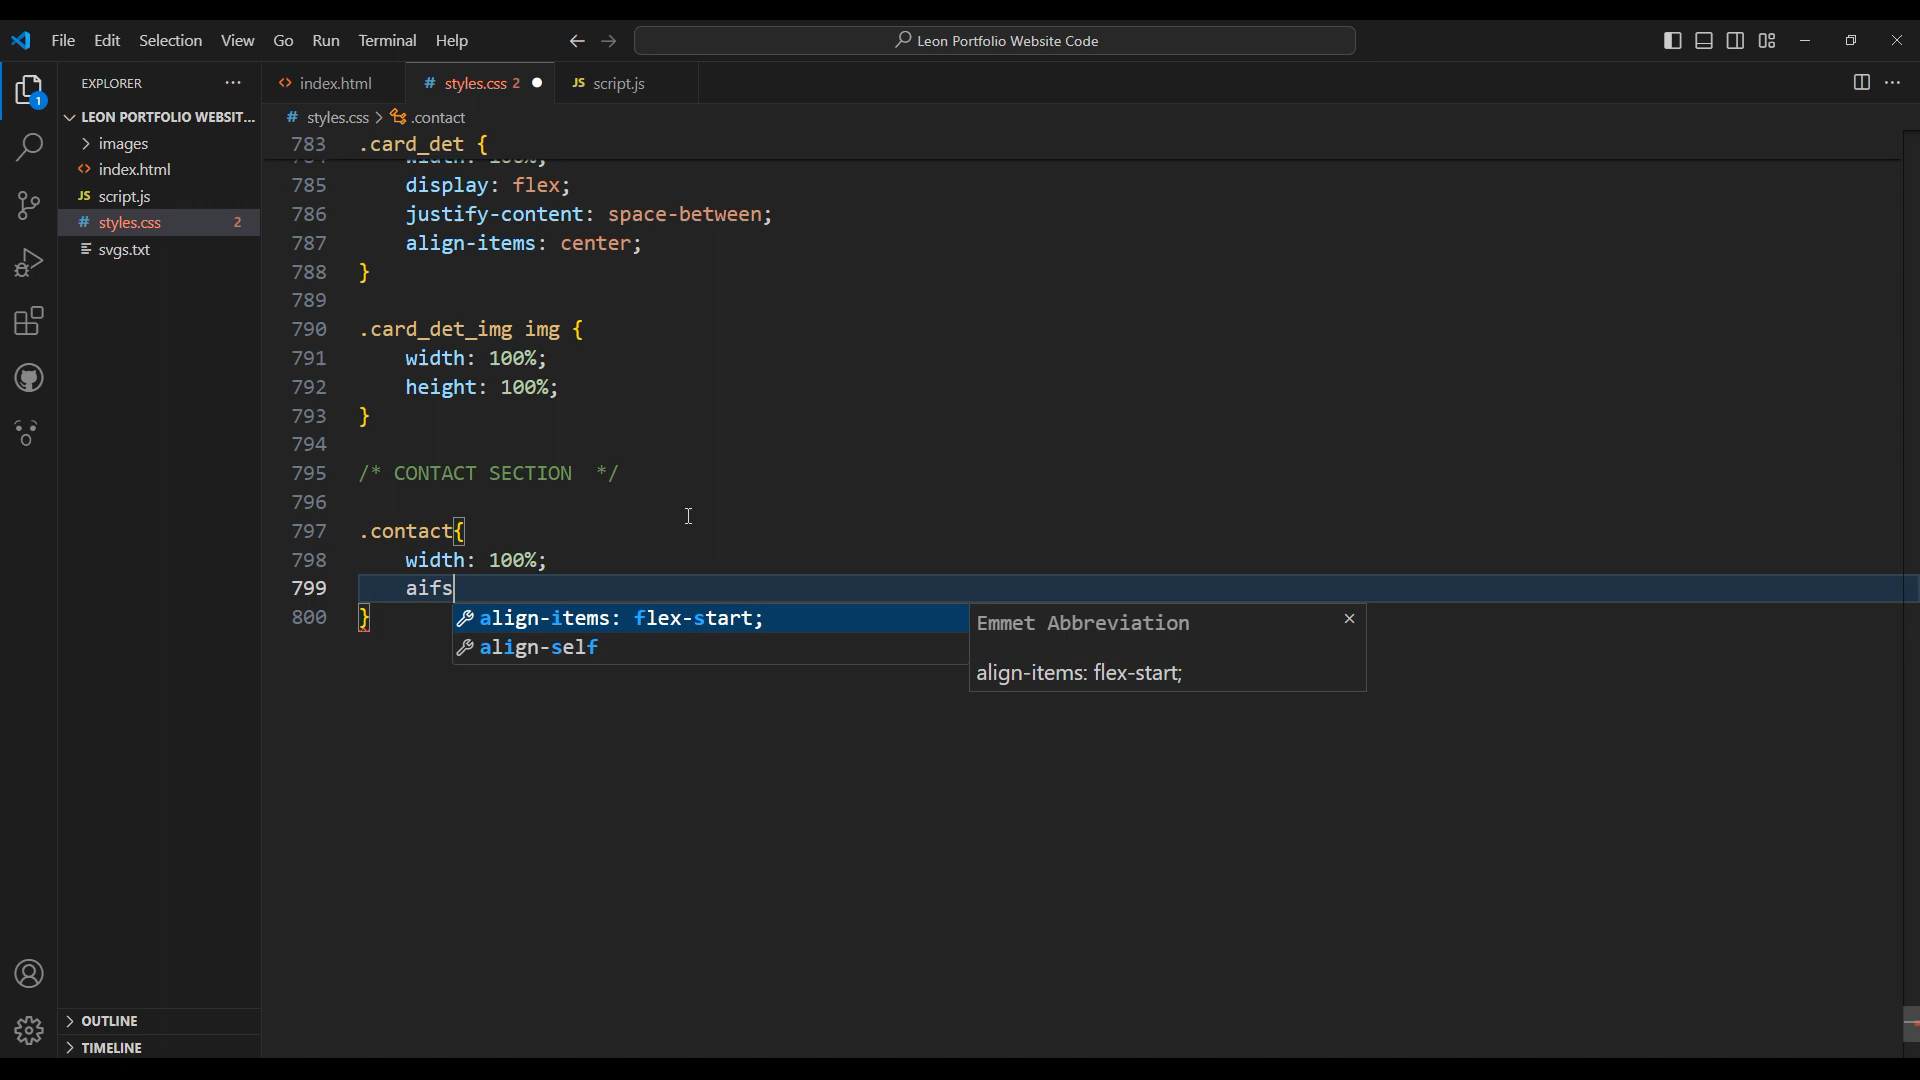 File Edit Selection View Go Run Terminal Help
Leon Portfolio Website Code
EXPLORER
index.html
# styles.css 2
JS script.js
LEON PORTFOLIO WEBSIT...
images
index.html
JS script.js
# styles.css 2
svgs.txt
1
# styles.css > .contact
783 .card_det {
785 display: flex;
786 justify-content: space-between;
787 align-items: center;
788 }
789
790 .card_det_img img {
791 width: 100%;
792 height: 100%;
793 }
794
795 /* CONTACT SECTION  */
796
797 .contact{
798 width: 100%;
799 aifs
800 }
align-items: flex-start;
align-self
Emmet Abbreviation
align-items: flex-start;
OUTLINE
TIMELINE